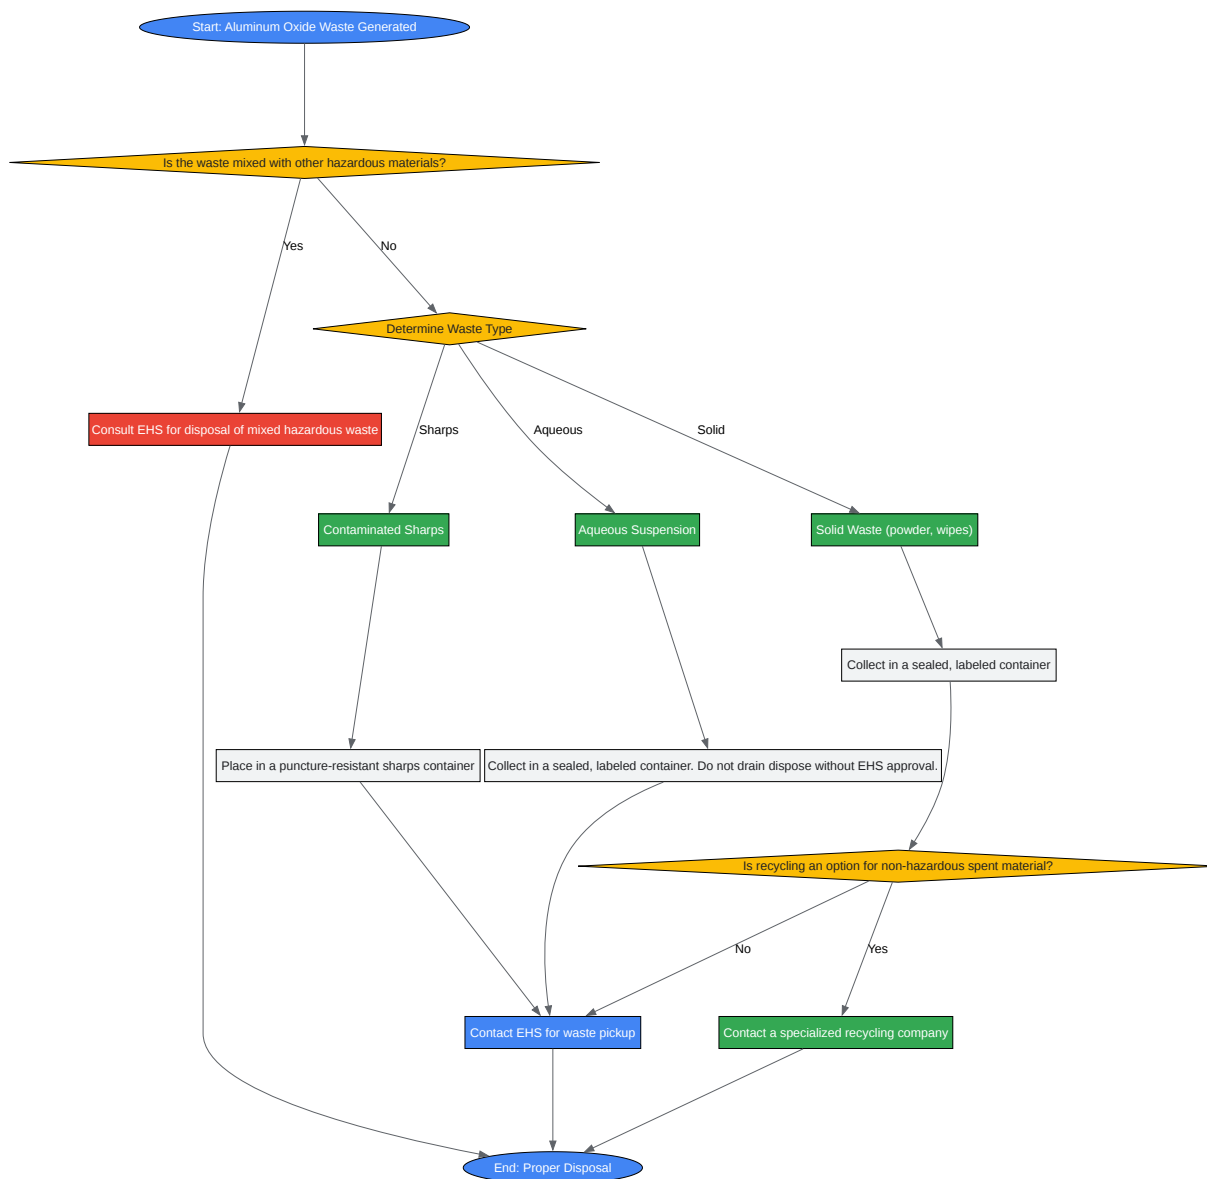 Start: Aluminum Oxide Waste Generated
Is the waste mixed with other hazardous materials?
Yes
No
Determine Waste Type
Consult EHS for disposal of mixed hazardous waste
Sharps
Aqueous
Solid
Contaminated Sharps
Aqueous Suspension
Solid Waste (powder, wipes)
Collect in a sealed, labeled container
Place in a puncture-resistant sharps container
Collect in a sealed, labeled container. Do not drain dispose without EHS approval.
Is recycling an option for non-hazardous spent material?
No
Yes
Contact EHS for waste pickup
Contact a specialized recycling company
End: Proper Disposal